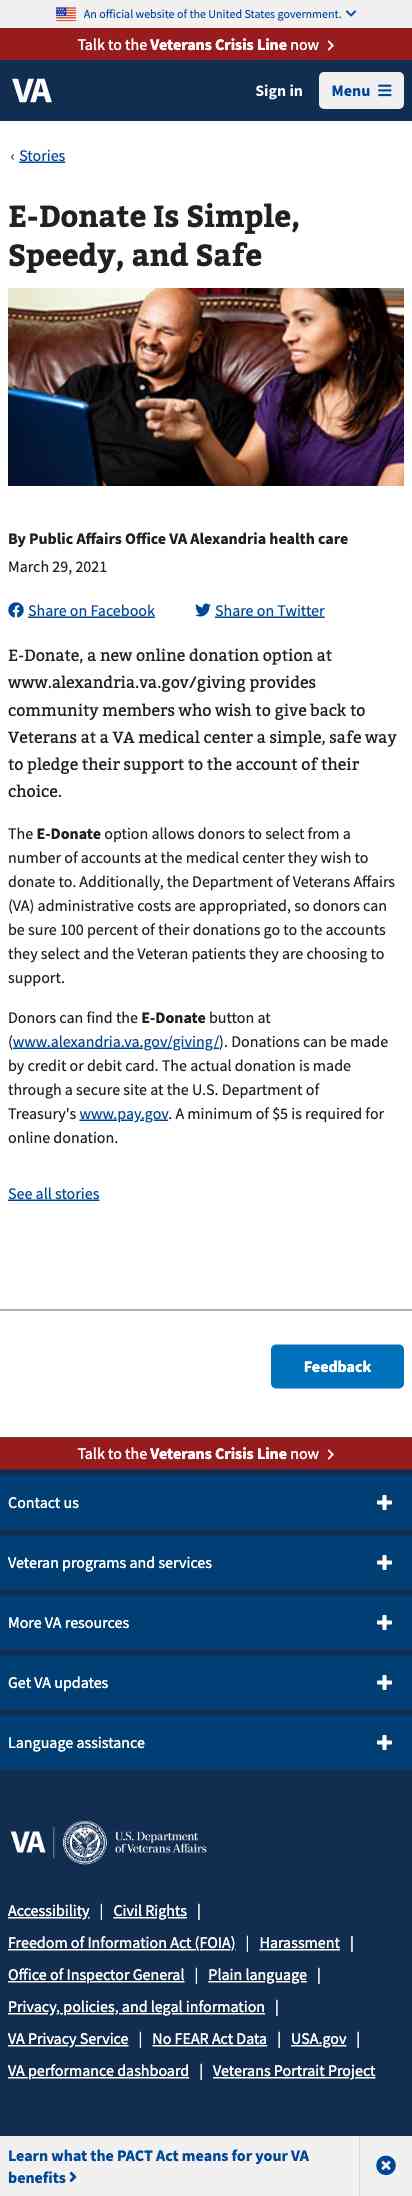 An official website of the United States government.
Talk to the Veterans Crisis Line now
VA
Sign in
Menu
‹ Stories
E-Donate Is Simple,
Speedy, and Safe
By Public Affairs Office VA Alexandria health care
March 29, 2021
Share on Facebook Share on Twitter
E-Donate, a new online donation option at
www.alexandria.va.gov/giving provides
community members who wish to give back to
Veterans at a VA medical center a simple, safe way
to pledge their support to the account of their
choice.
The E-Donate option allows donors to select from a
number of accounts at the medical center they wish to
donate to. Additionally, the Department of Veterans Affairs
(VA) administrative costs are appropriated, so donors can
be sure 100 percent of their donations go to the accounts
they select and the Veteran patients they are choosing to
support.
Donors can find the E-Donate button at
(www.alexandria.va.gov/giving/). Donations can be made
by credit or debit card. The actual donation is made
through a secure site at the U.S. Department of
Treasury's www.pay.gov. A minimum of $5 is required for
online donation.
See all stories
Feedback
Talk to the Veterans Crisis Line now
Contact us
Veteran programs and services
More VA resources
Get VA updates
Language assistance
VA U.S. Department
of Veterans Affairs
Accessibility | Civil Rights |
Freedom of Information Act (FOIA) | Harassment |
Office of Inspector General | Plain language |
Privacy, policies, and legal information |
VA Privacy Service | No FEAR Act Data | USA.gov |
VA performance dashboard | Veterans Portrait Project
Learn what the PACT Act means for your VA
benefits